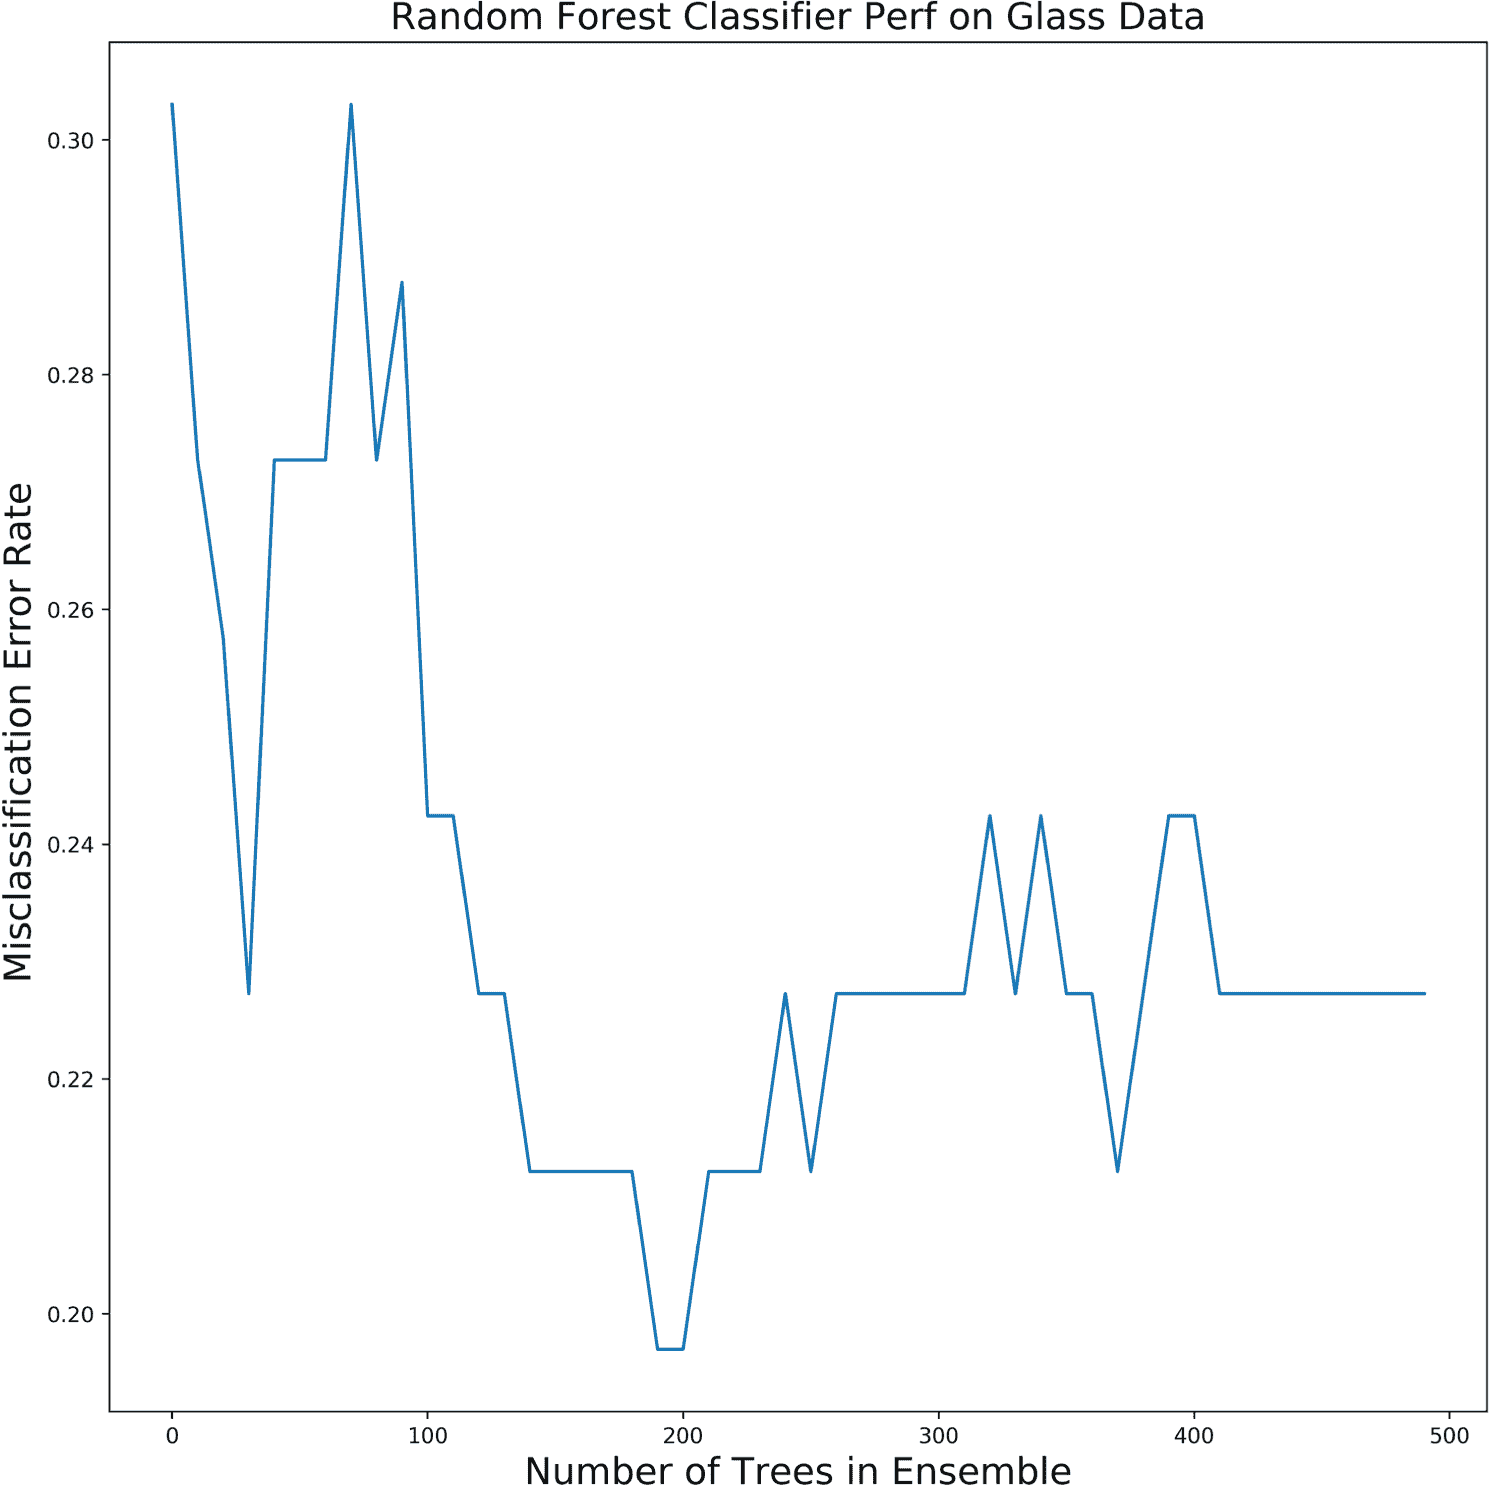 Random Forest Classifier Perf on Glass Data
0.30
0.28
0.26
0.24
0.22
0.20
Misclassification Error Rate
0 100 200 300 400 500
Number of Trees in Ensemble